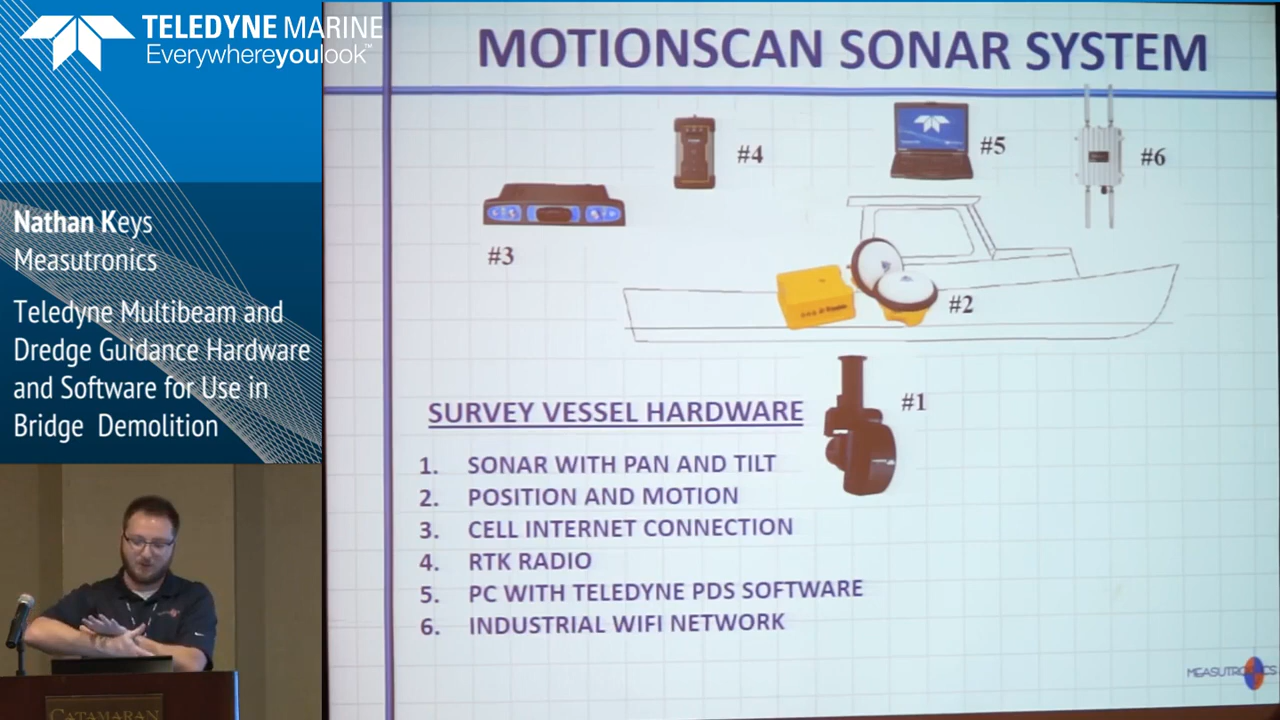 TELEDYNE MARINE
Everywhereyoulook™
Nathan Keys
Measutronics
Teledyne Multibeam and
Dredge Guidance Hardware
and Software for Use in
Bridge Demolition
CATAMARAN
MOTIONSCAN SONAR SYSTEM
#4
#5
#6
#3
#2
#1
SURVEY VESSEL HARDWARE
1. SONAR WITH PAN AND TILT
2. POSITION AND MOTION
3. CELL INTERNET CONNECTION
4. RTK RADIO
5. PC WITH TELEDYNE PDS SOFTWARE
6. INDUSTRIAL WIFI NETWORK
MEASUTRONICS